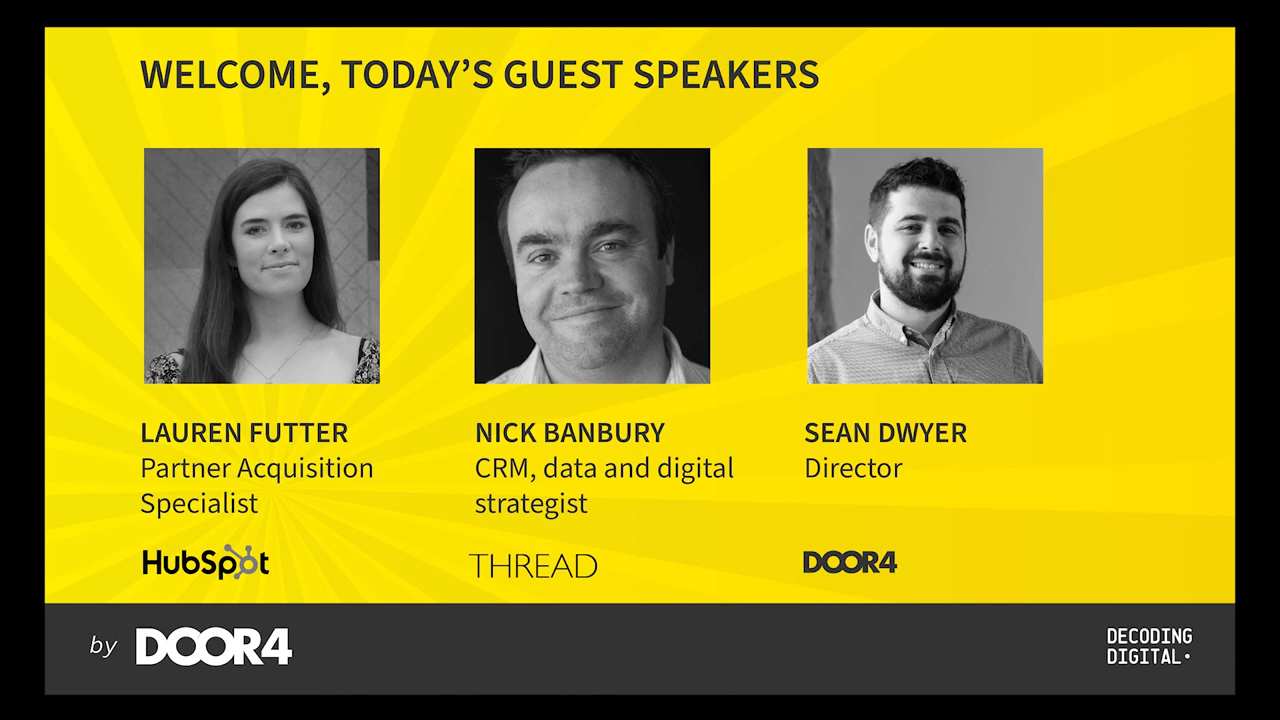 WELCOME, TODAY’S GUEST SPEAKERS
LAUREN FUTTER
Partner Acquisition
Specialist
HubSpot
NICK BANBURY
CRM, data and digital
strategist
THREAD
SEAN DWYER
Director
DOOR4
by DOOR4
DECODING
DIGITAL